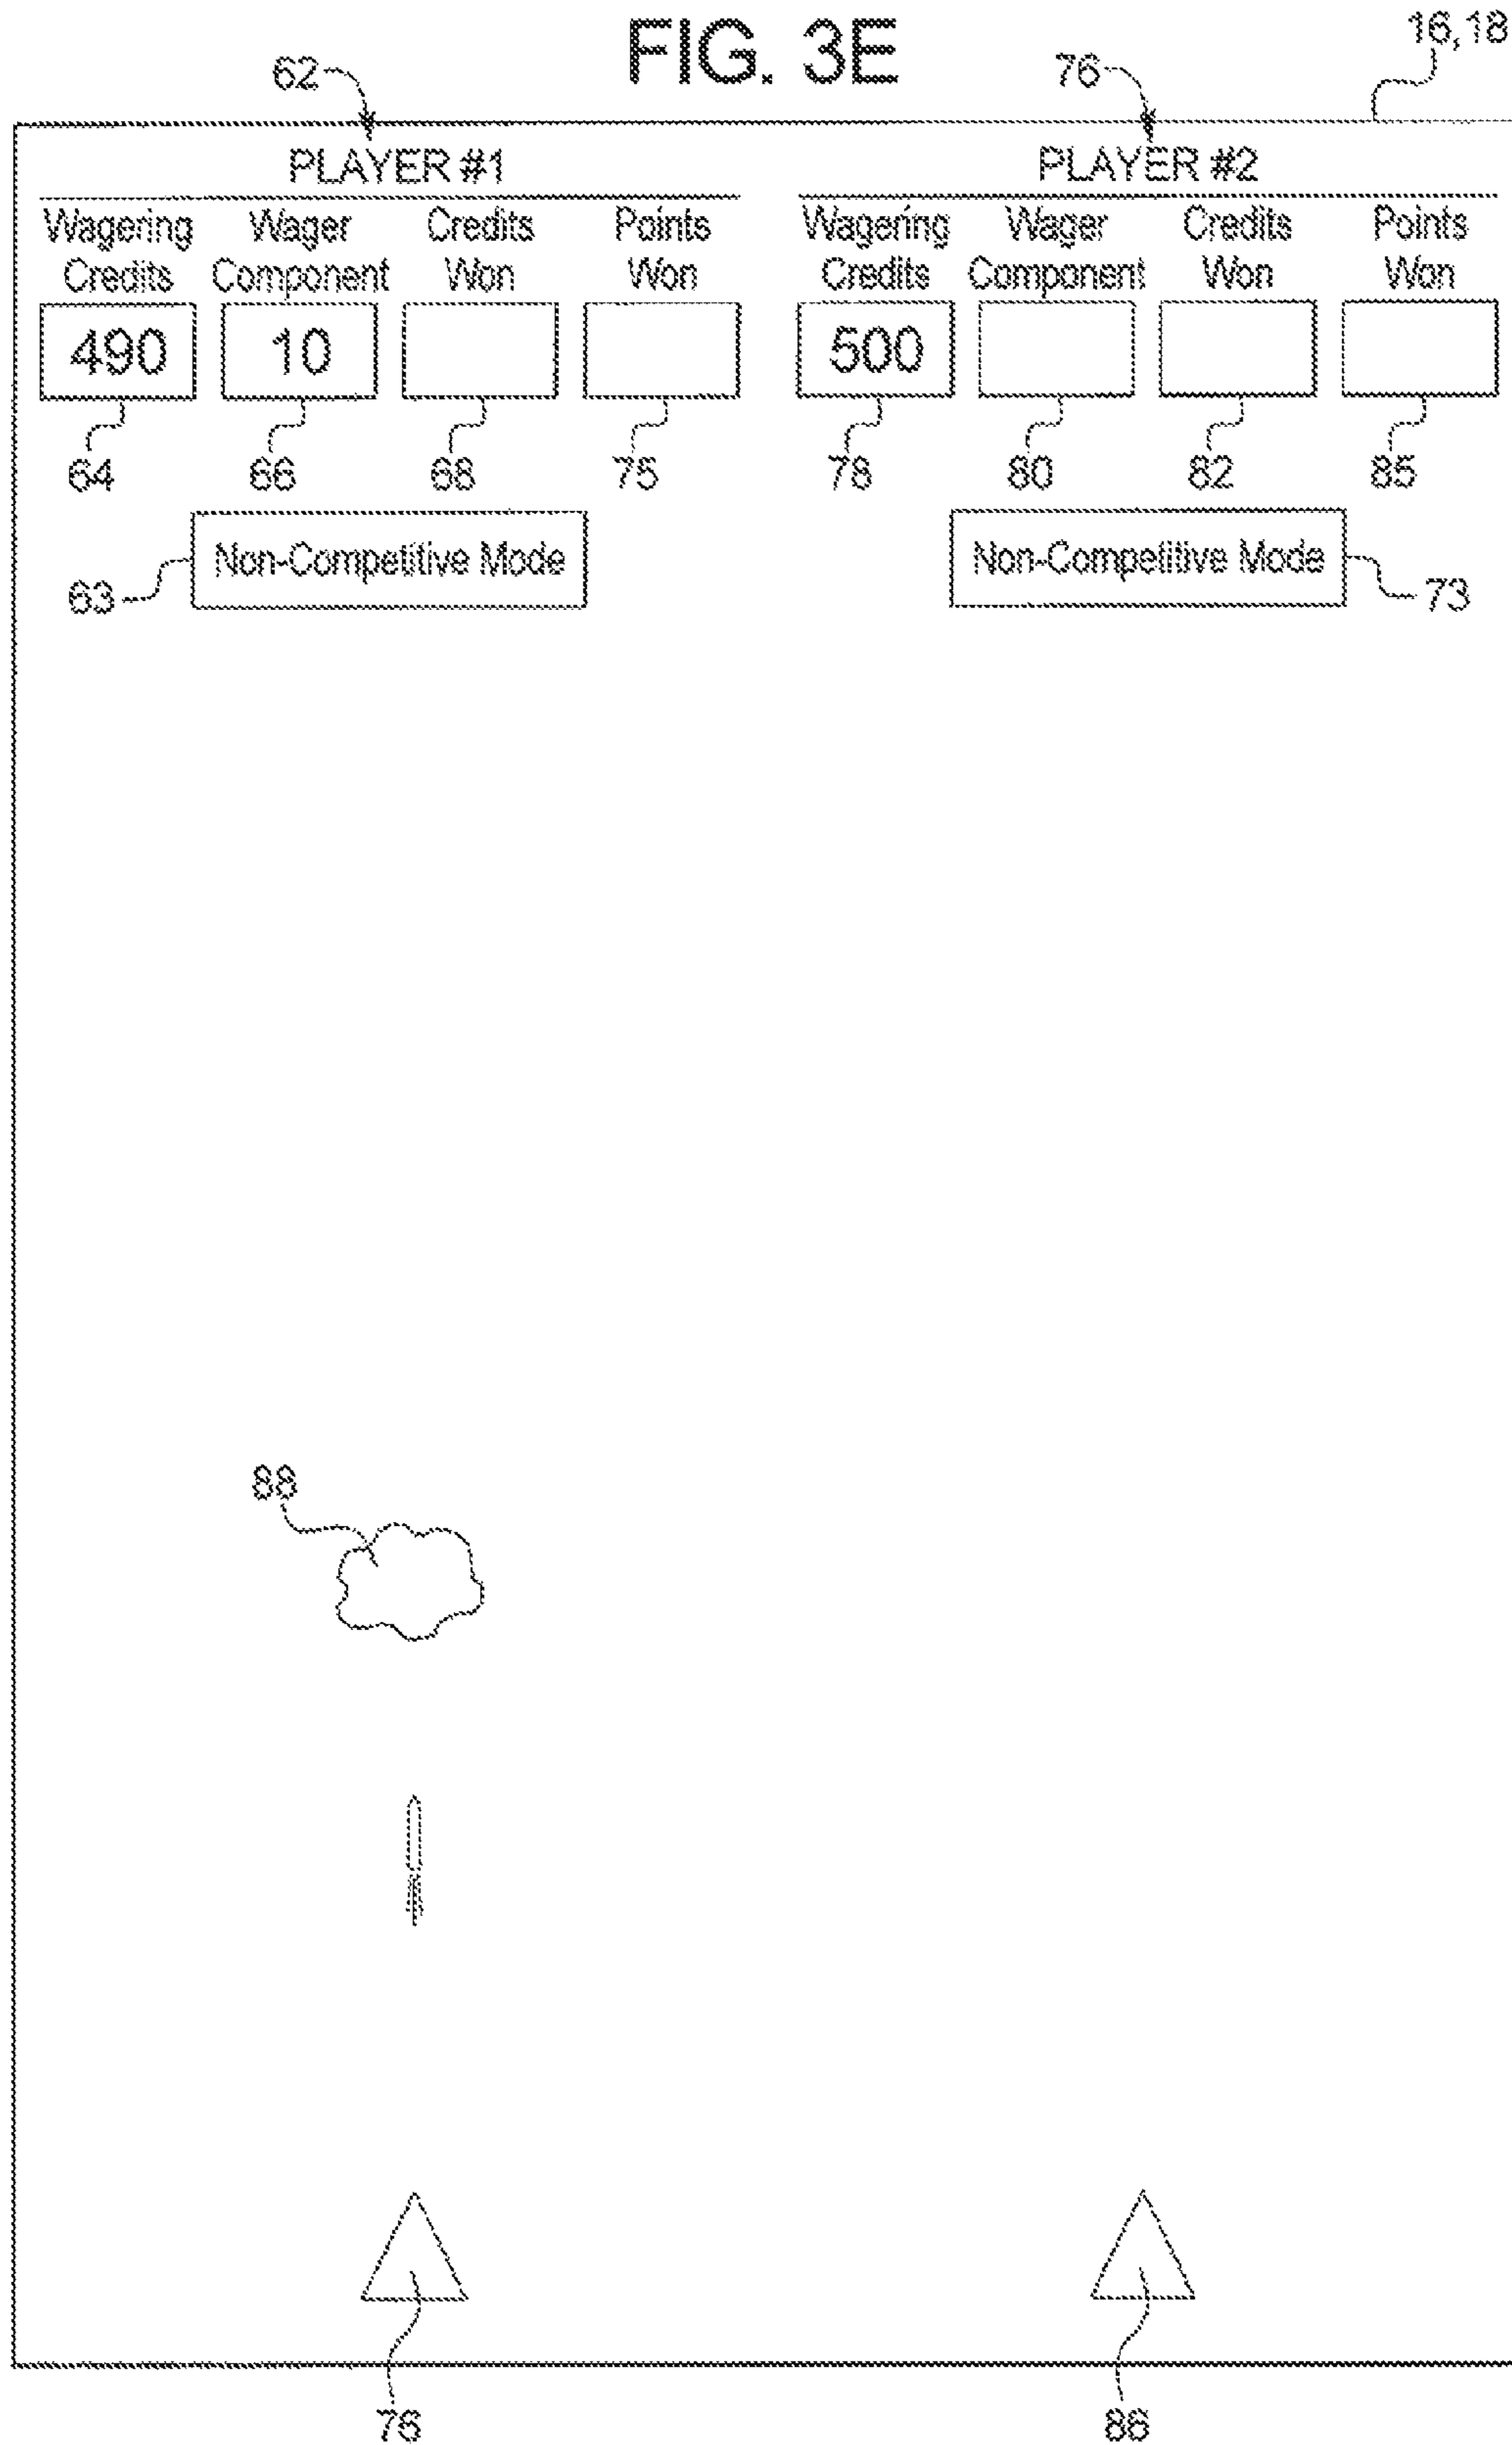 FIG. 3E
16,18
62
76
PLAYER #1
PLAYER #2
Wagering Credits
Wager Component
Credits Won
Points Won
Wagering Credits
Wager Component
Credits Won
Points Won
490
10
500
64
66
68
75
78
80
82
85
Non-Competitive Mode
Non-Competitive Mode
63
73
88
76
86